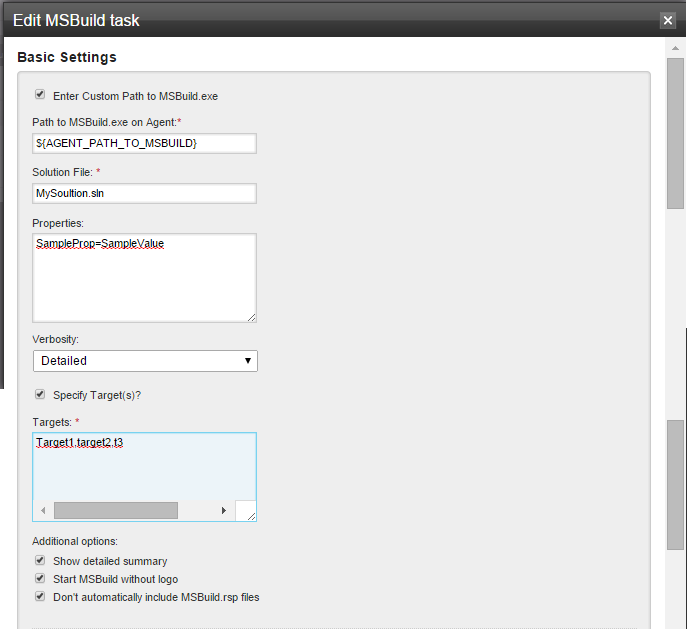 Edit MSBuild task
Basic Settings
Enter Custom Path to MSBuild.exe
Path to MSBuild.exe on Agent:*
${AGENT_PATH_TO_MSBUILD}
Solution File: *
MySoultion.sln
Properties:
SampleProp=SampleValue
Verbosity:
Detailed
Specify Target(s)?
Targets: *
Target1,target2,t3
Additional options:
Show detailed summary
Start MSBuild without logo
Don't automatically include MSBuild.rsp files